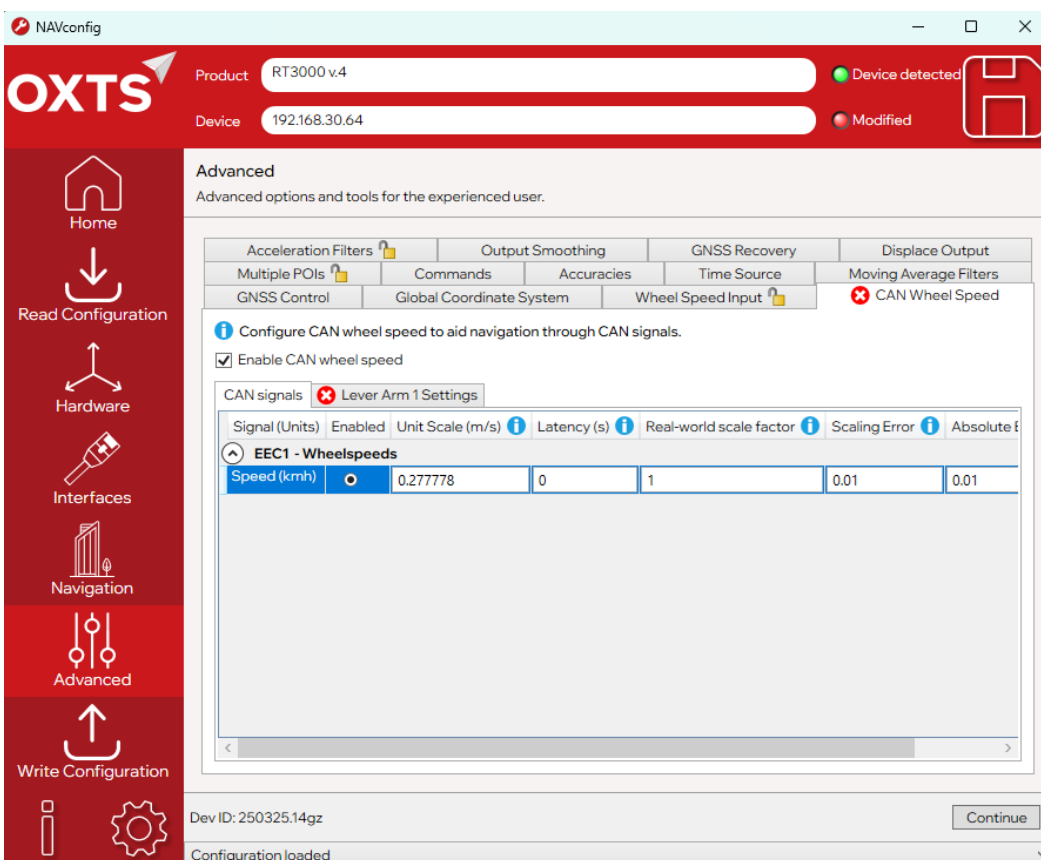 NAVconfig
OXTS
Product RT3000 v.4 Device detected
Device 192.168.30.64 Modified
Home
Read Configuration
Hardware
Interfaces
Navigation
Advanced
Write Configuration
Advanced
Advanced options and tools for the experienced user.
Acceleration Filters Output Smoothing GNSS Recovery Displace Output
Multiple POIs Commands Accuracies Time Source Moving Average Filters
GNSS Control Global Coordinate System Wheel Speed Input CAN Wheel Speed
Configure CAN wheel speed to aid navigation through CAN signals.
Enable CAN wheel speed
CAN signals Lever Arm 1 Settings
Signal (Units) Enabled Unit Scale (m/s) Latency (s) Real-world scale factor Scaling Error Absolute E
EEC1 - Wheelspeeds
Speed (kmh) 0.277778 0 1 0.01 0.01
Dev ID: 250325.14gz Continue
Configuration loaded